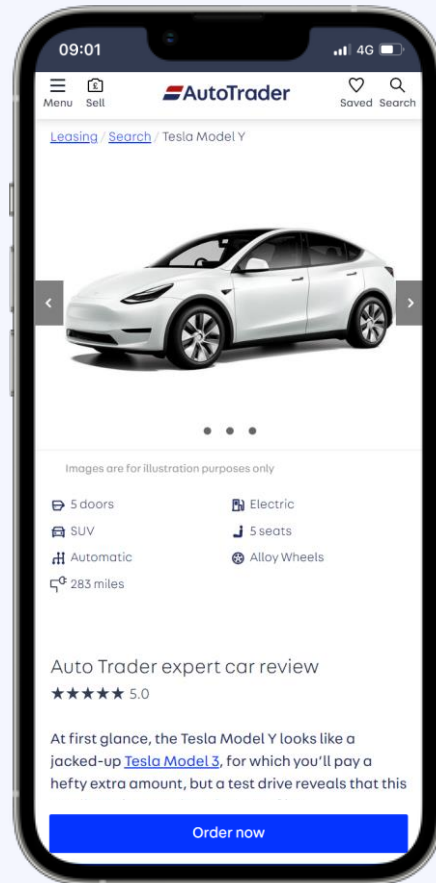 09:01
4G
Menu
Sell
AutoTrader
Saved
Search
Leasing / Search / Tesla Model Y
Images are for illustration purposes only
5 doors
Electric
SUV
5 seats
Automatic
Alloy Wheels
283 miles
Auto Trader expert car review
★★★★★ 5.0
At first glance, the Tesla Model Y looks like a
jacked-up Tesla Model 3, for which you'll pay a
hefty extra amount, but a test drive reveals that this
Order now